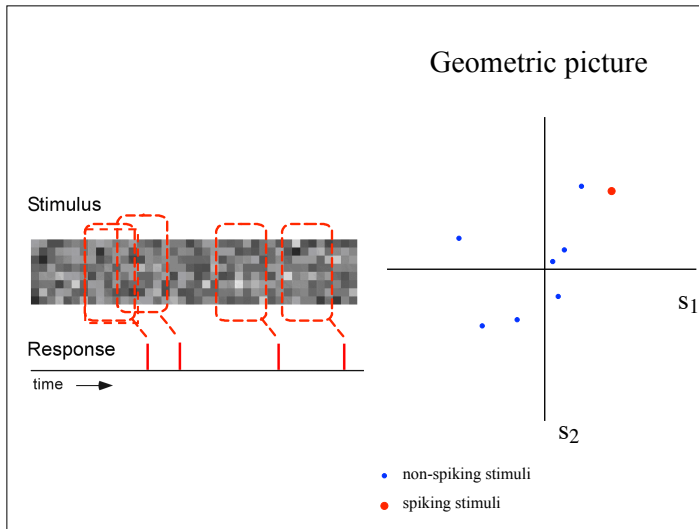 Geometric picture
Stimulus
Response
time
s1
s2
non-spiking stimuli
spiking stimuli